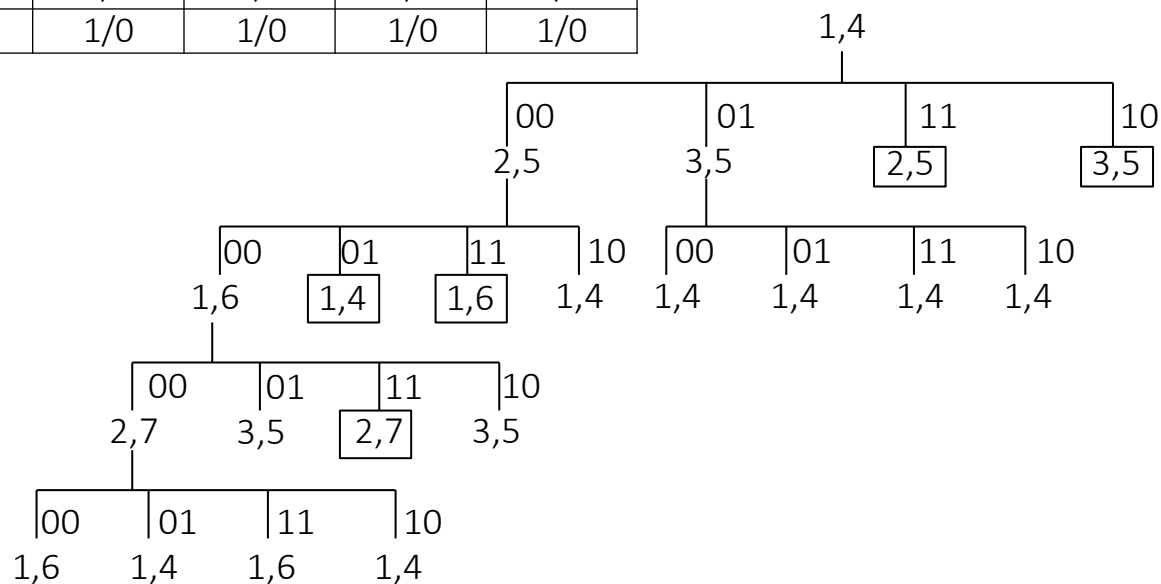 1/0 1/0 1/0 1/0
1,4
00 01 11 10
2,5 3,5 2,5 3,5
00 01 11 10 00 01 11 10
1,6 1,4 1,6 1,4 1,4 1,4 1,4 1,4
00 01 11 10
2,7 3,5 2,7 3,5
00 01 11 10
1,6 1,4 1,6 1,4